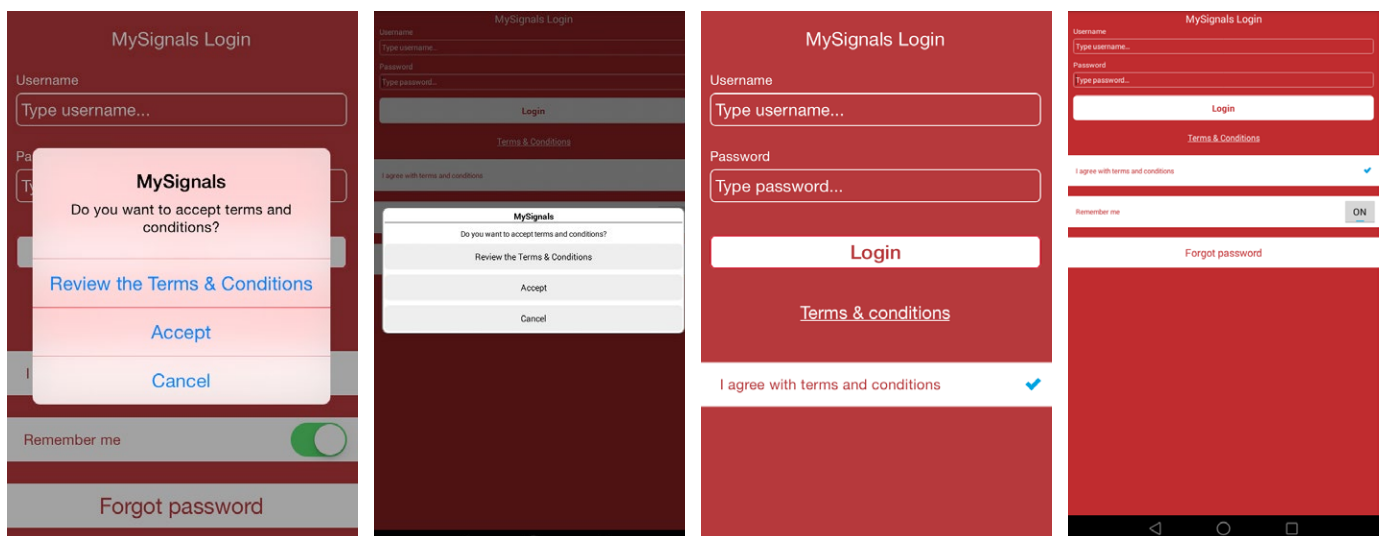 MySignals Login
Username
Type username...
Pa
Ty
MySignals
Do you want to accept terms and
conditions?
Review the Terms & Conditions
Accept
Cancel
I
Remember me
Forgot password
MySignals Login
Username
Type username...
Password
Type password...
Login
Terms & Conditions
I agree with terms and conditions
MySignals
Do you want to accept terms and conditions?
Review the Terms & Conditions
Accept
Cancel
MySignals Login
Username
Type username...
Password
Type password...
Login
Terms & conditions
I agree with terms and conditions
MySignals Login
Username
Type username...
Password
Type password...
Login
Terms & Conditions
I agree with terms and conditions
Remember me
ON
Forgot password